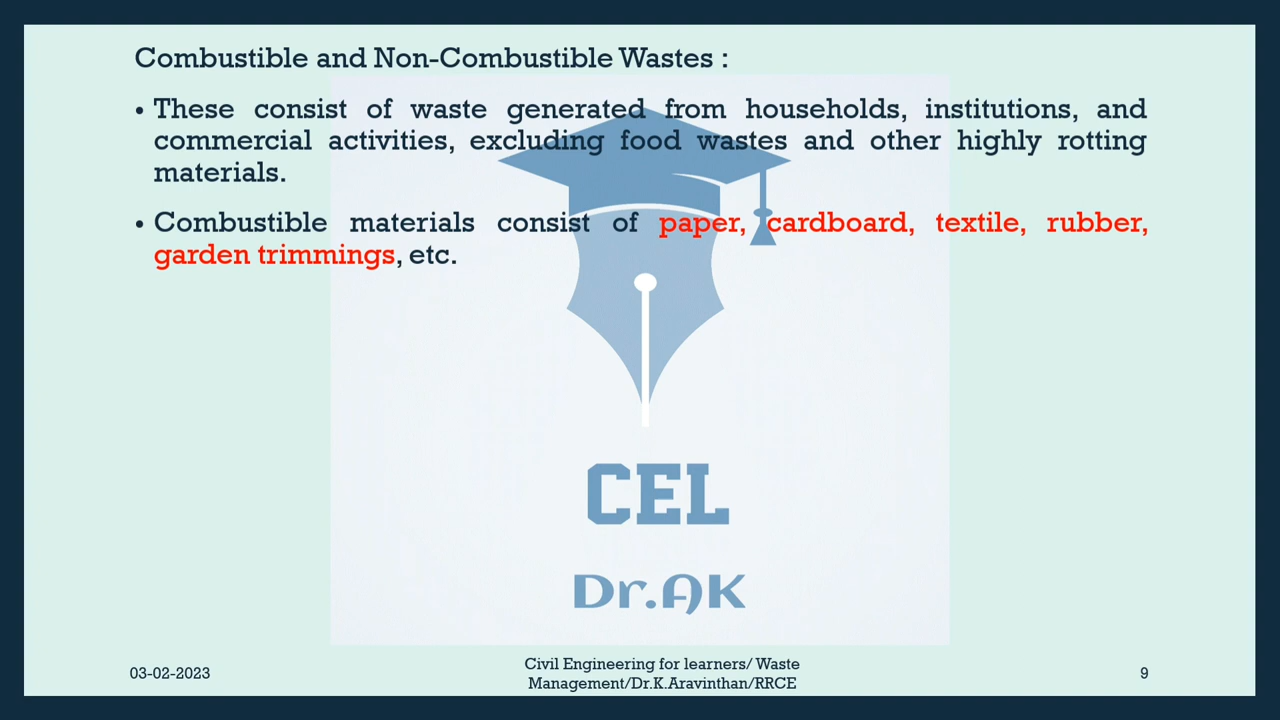 Combustible and Non-Combustible Wastes :
• These consist of waste generated from households, institutions, and
commercial activities, excluding food wastes and other highly rotting
materials.
• Combustible materials consist of paper, cardboard, textile, rubber,
garden trimmings, etc.
CEL
Dr.AK
03-02-2023
Civil Engineering for learners/ Waste
Management/Dr.K.Aravinthan/RRCE
9